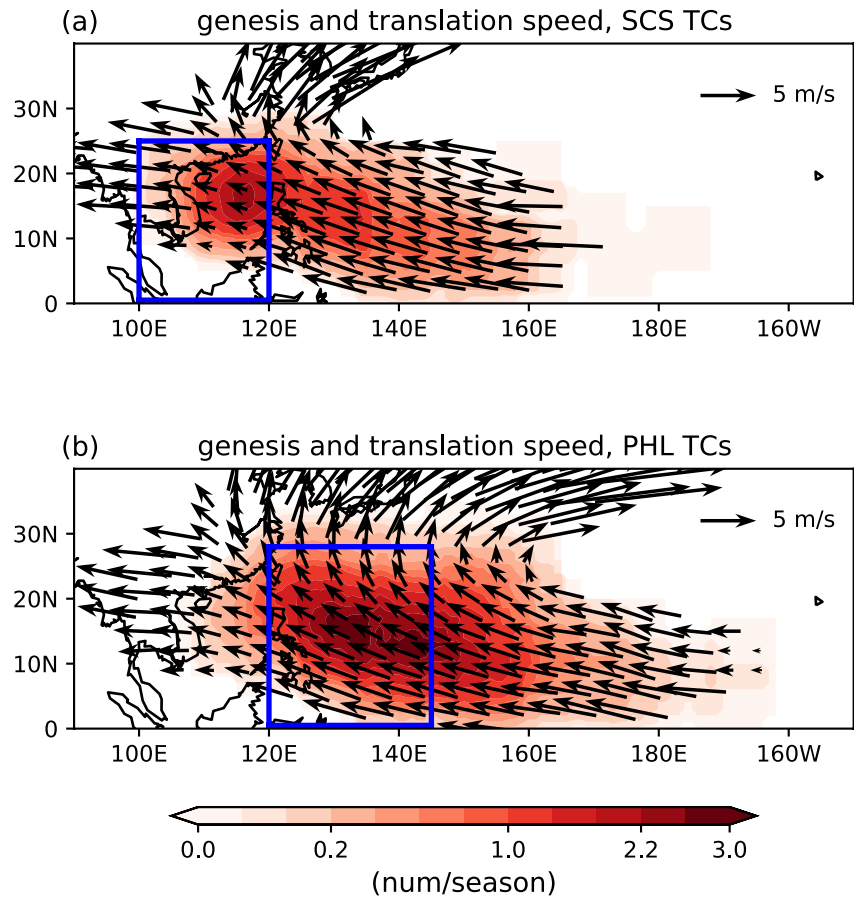 (a) genesis and translation speed, SCS TCs
5 m/s
30N
20N
10N
0
100E 120E 140E 160E 180E 160W
(b) genesis and translation speed, PHL TCs
5 m/s
30N
20N
10N
0
100E 120E 140E 160E 180E 160W
0.0 0.2 1.0 2.2 3.0
(num/season)